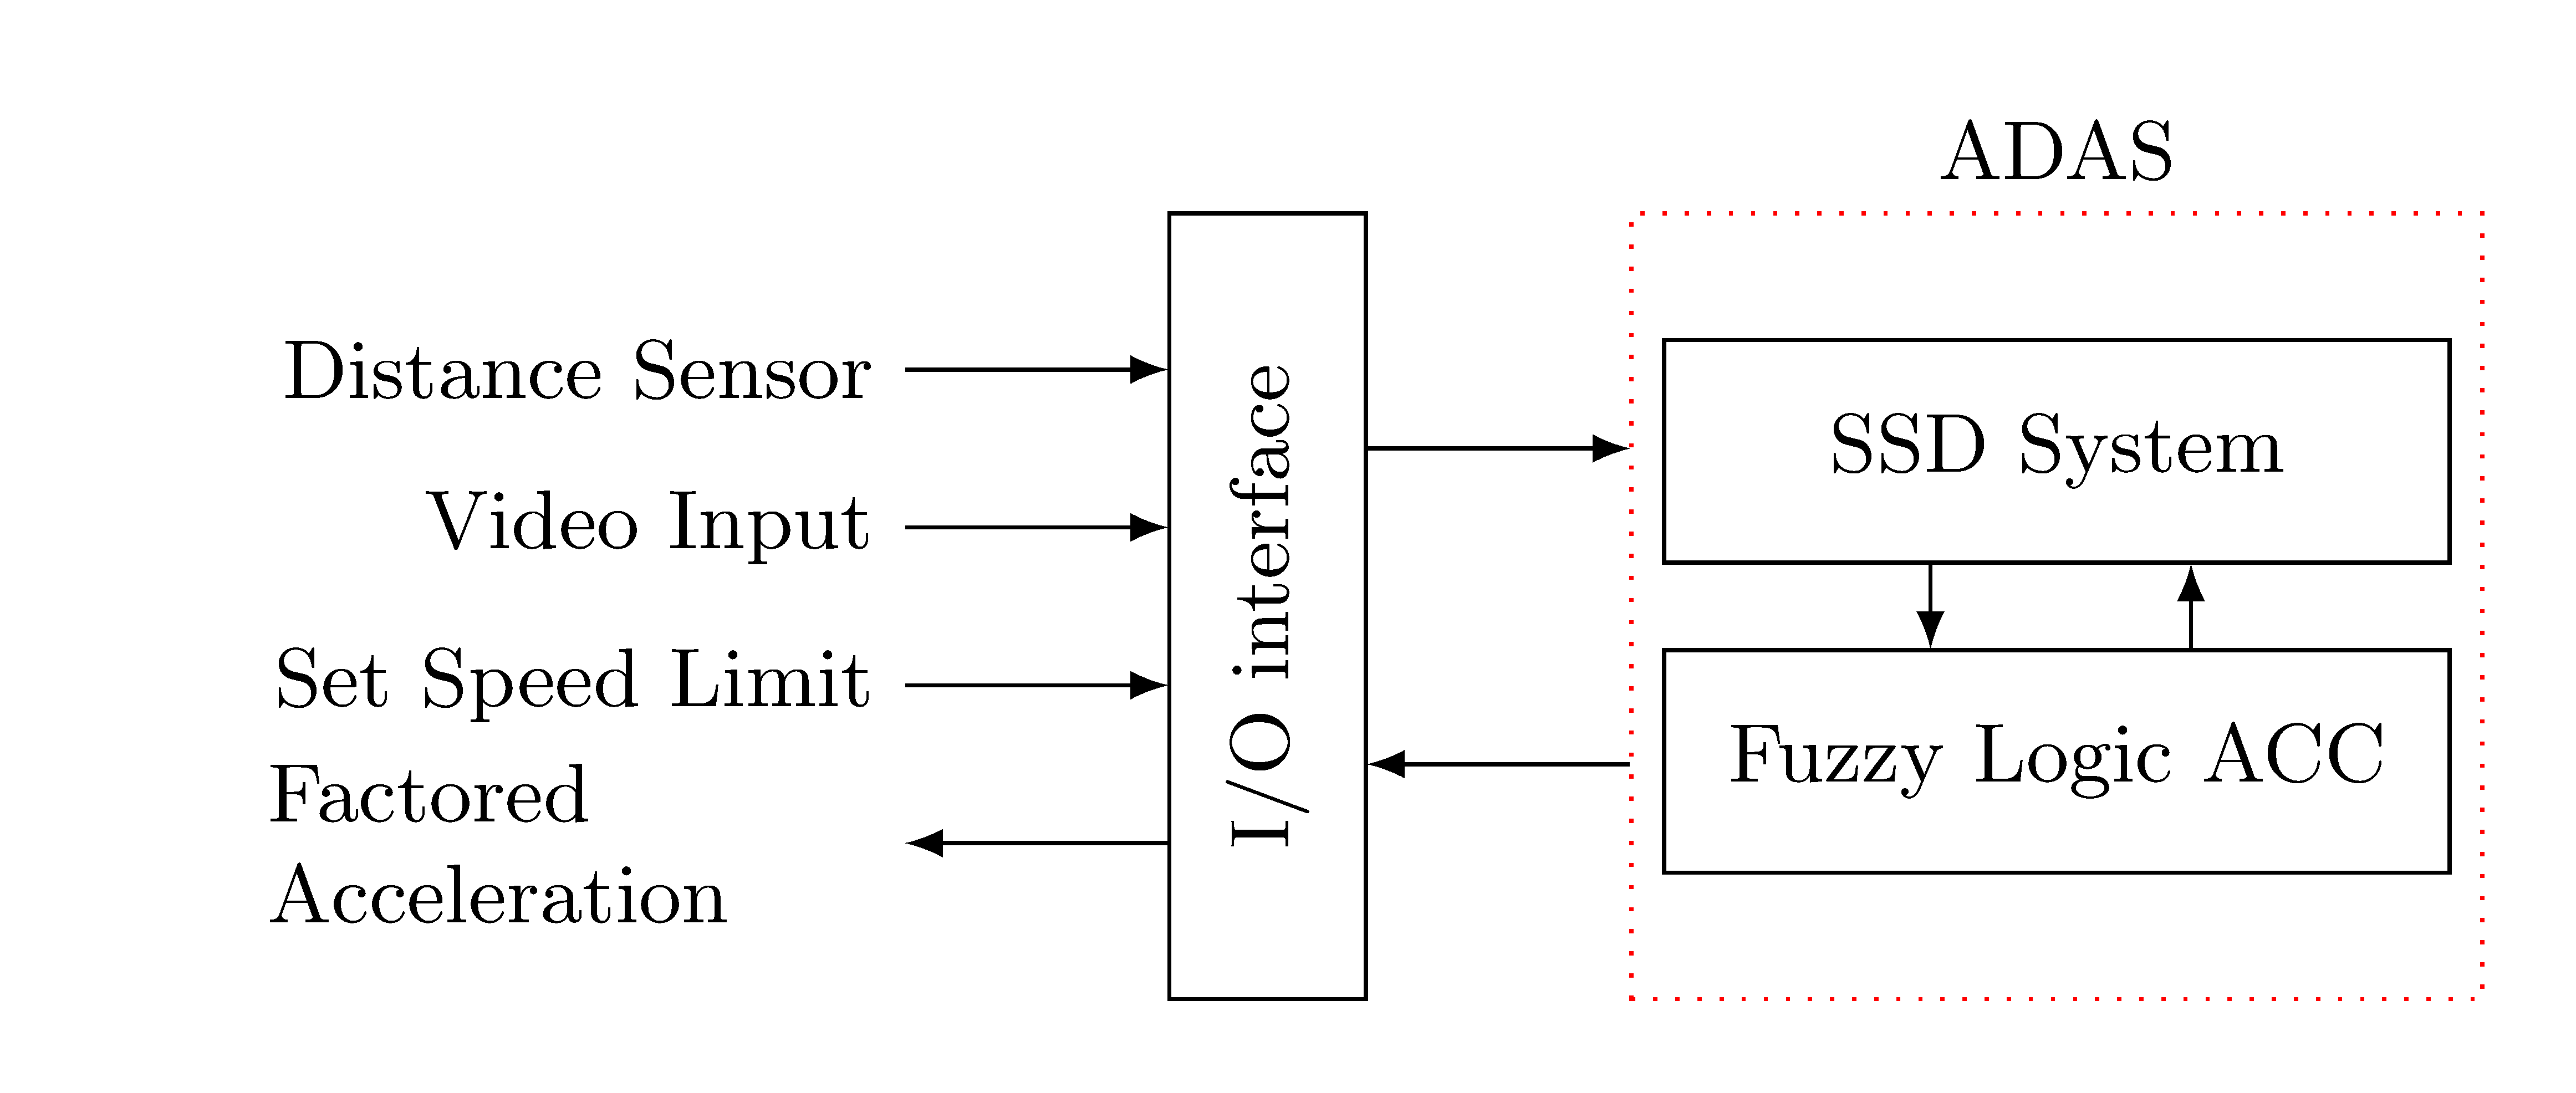 ADAS
Distance Sensor
Video Input
Set Speed Limit
Factored
Acceleration
I/O interface
SSD System
Fuzzy Logic ACC